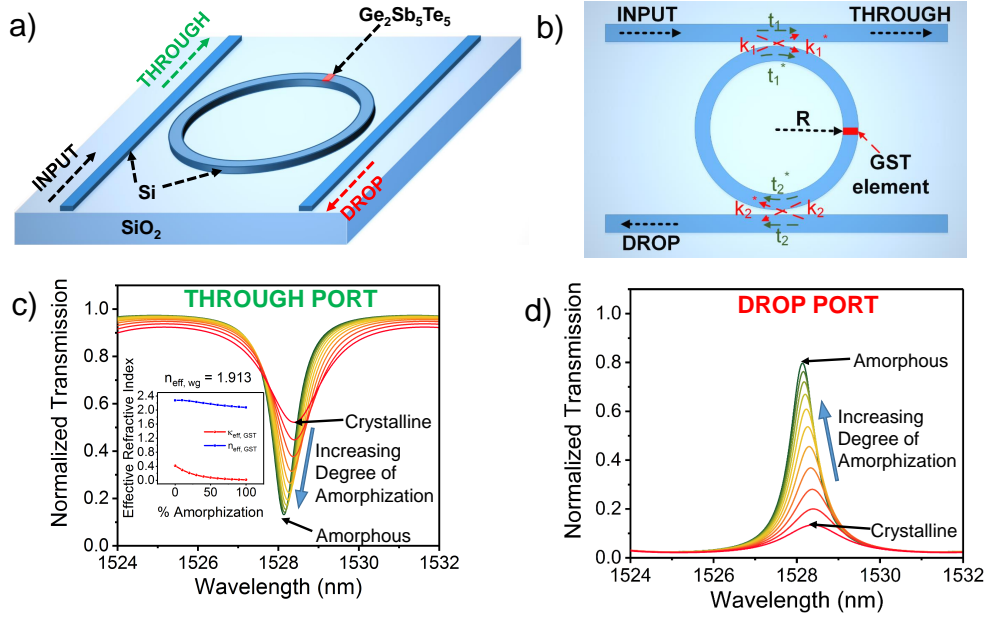 a)
Ge2Sb5Te5
THROUGH
INPUT
Si
DROP
SiO2
b)
INPUT
THROUGH
t1
k1
k1*
t1*
R
GST
element
t2*
k2*
k2
t2
DROP
c)
THROUGH PORT
Normalized Transmission
1.0
0.8
0.6
0.4
0.2
0.0
1524
1526
1528
1530
1532
Wavelength (nm)
neff, wg = 1.913
Effective Refractive Index
2.4
2.0
1.6
1.2
0.8
0.4
0.0
0
50
100
% Amorphization
κeff, GST
neff, GST
Crystalline
Increasing
Degree of
Amorphization
Amorphous
d)
DROP PORT
Normalized Transmission
1.0
0.8
0.6
0.4
0.2
0.0
1524
1526
1528
1530
1532
Wavelength (nm)
Amorphous
Increasing
Degree of
Amorphization
Crystalline